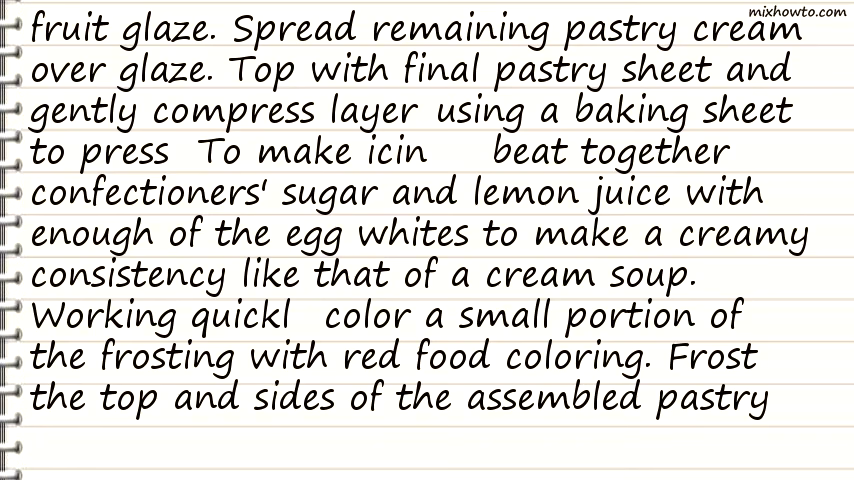 mixhowto.com
fruit glaze. Spread remaining pastry cream
over glaze. Top with final pastry sheet and
gently compress layer using a baking sheet
to press To make icin beat together
confectioners' sugar and lemon juice with
enough of the egg whites to make a creamy
consistency like that of a cream soup.
Working quickl color a small portion of
the frosting with red food coloring. Frost
the top and sides of the assembled pastry